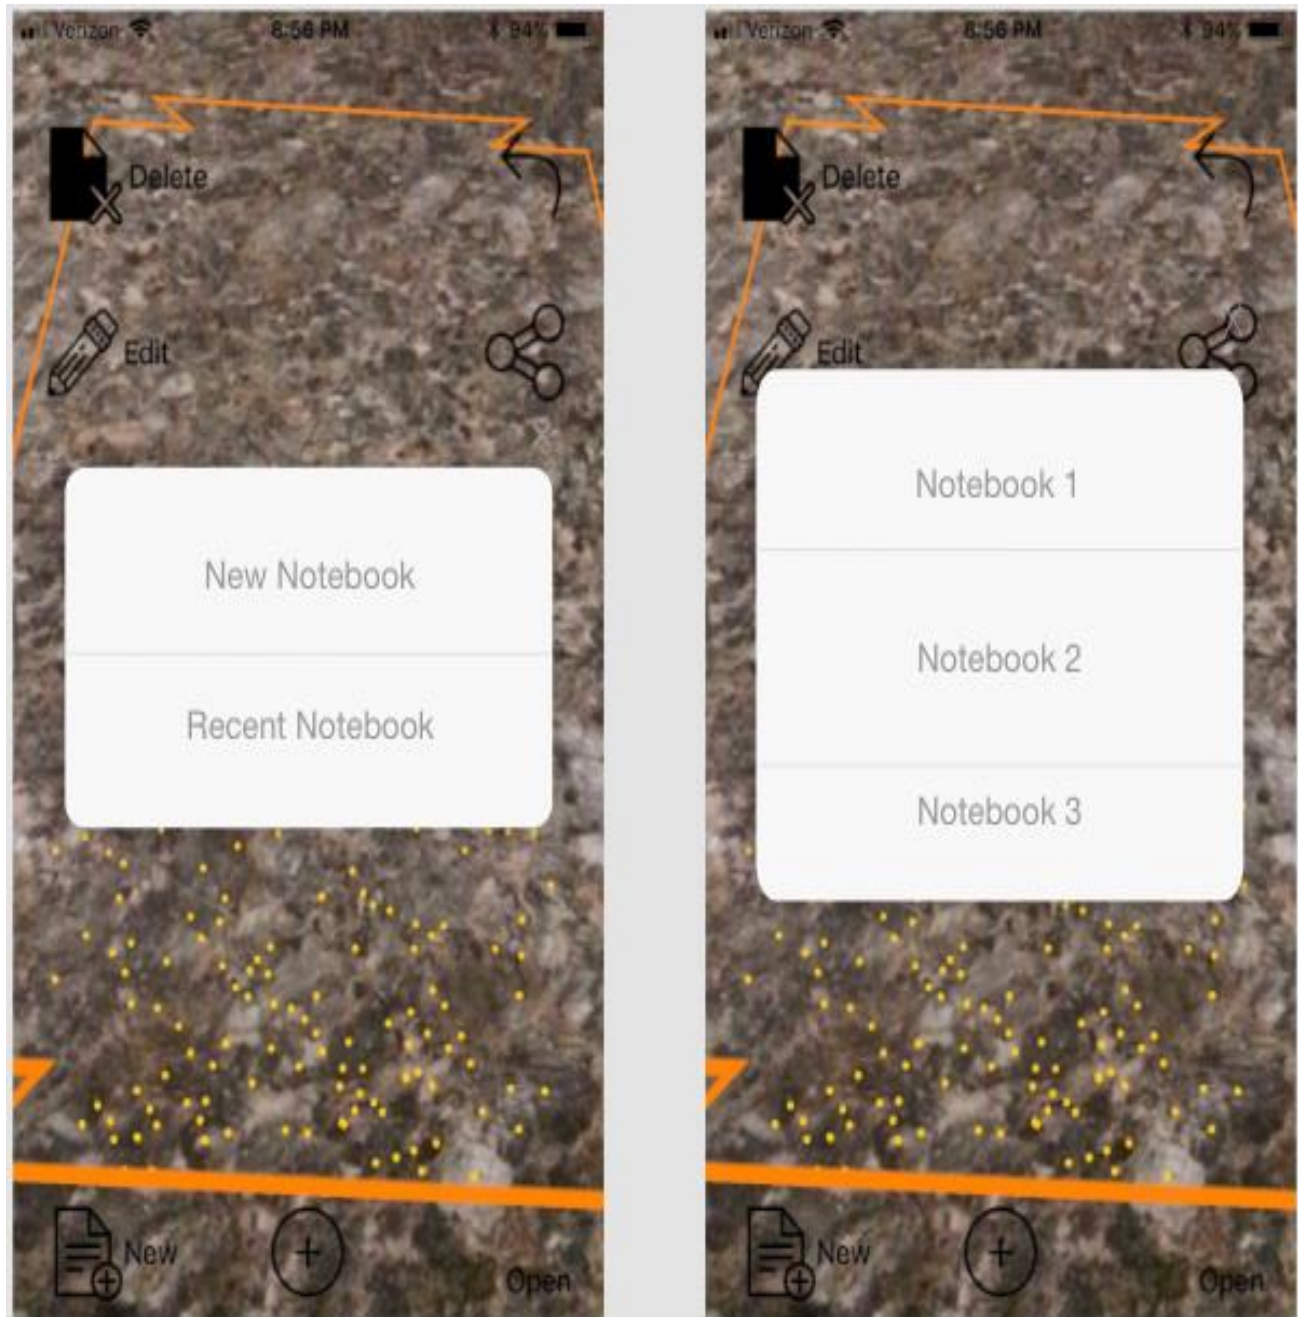 Verizon 8:56 PM 94%
Delete
Edit
New Notebook
Recent Notebook
New
Open
Verizon 8:56 PM 94%
Delete
Edit
Notebook 1
Notebook 2
Notebook 3
New
Open